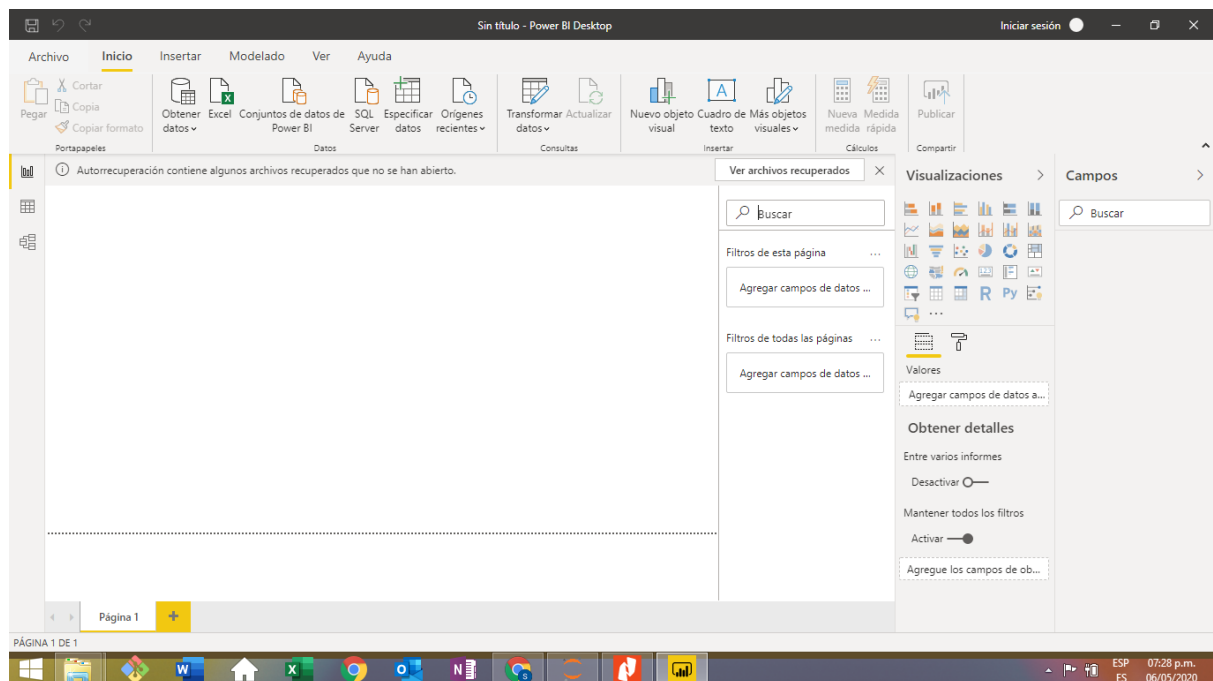 Sin título - Power BI Desktop
Iniciar sesión
Archivo Inicio Insertar Modelado Ver Ayuda
Pegar
Cortar
Copia
Copiar formato
Portapapeles
Obtener datos
Excel
Conjuntos de datos de Power BI
SQL Server
Especificar datos
Orígenes recientes
Datos
Transformar datos
Actualizar
Consultas
Nuevo objeto visual
Cuadro de texto
A
Más objetos visuales
Insertar
Nueva medida
Medida rápida
Cálculos
Publicar
Compartir
Autorrecuperación contiene algunos archivos recuperados que no se han abierto.
Ver archivos recuperados
Buscar
Filtros de esta página ...
Agregar campos de datos ...
Filtros de todas las páginas ...
Agregar campos de datos ...
Visualizaciones
123
R Py
...
Valores
Agregar campos de datos a...
Obtener detalles
Entre varios informes
Desactivar
Mantener todos los filtros
Activar
Agregue los campos de ob...
Campos
Buscar
Página 1
+
PÁGINA 1 DE 1
ESP
ES
07:28 p.m.
06/05/2020